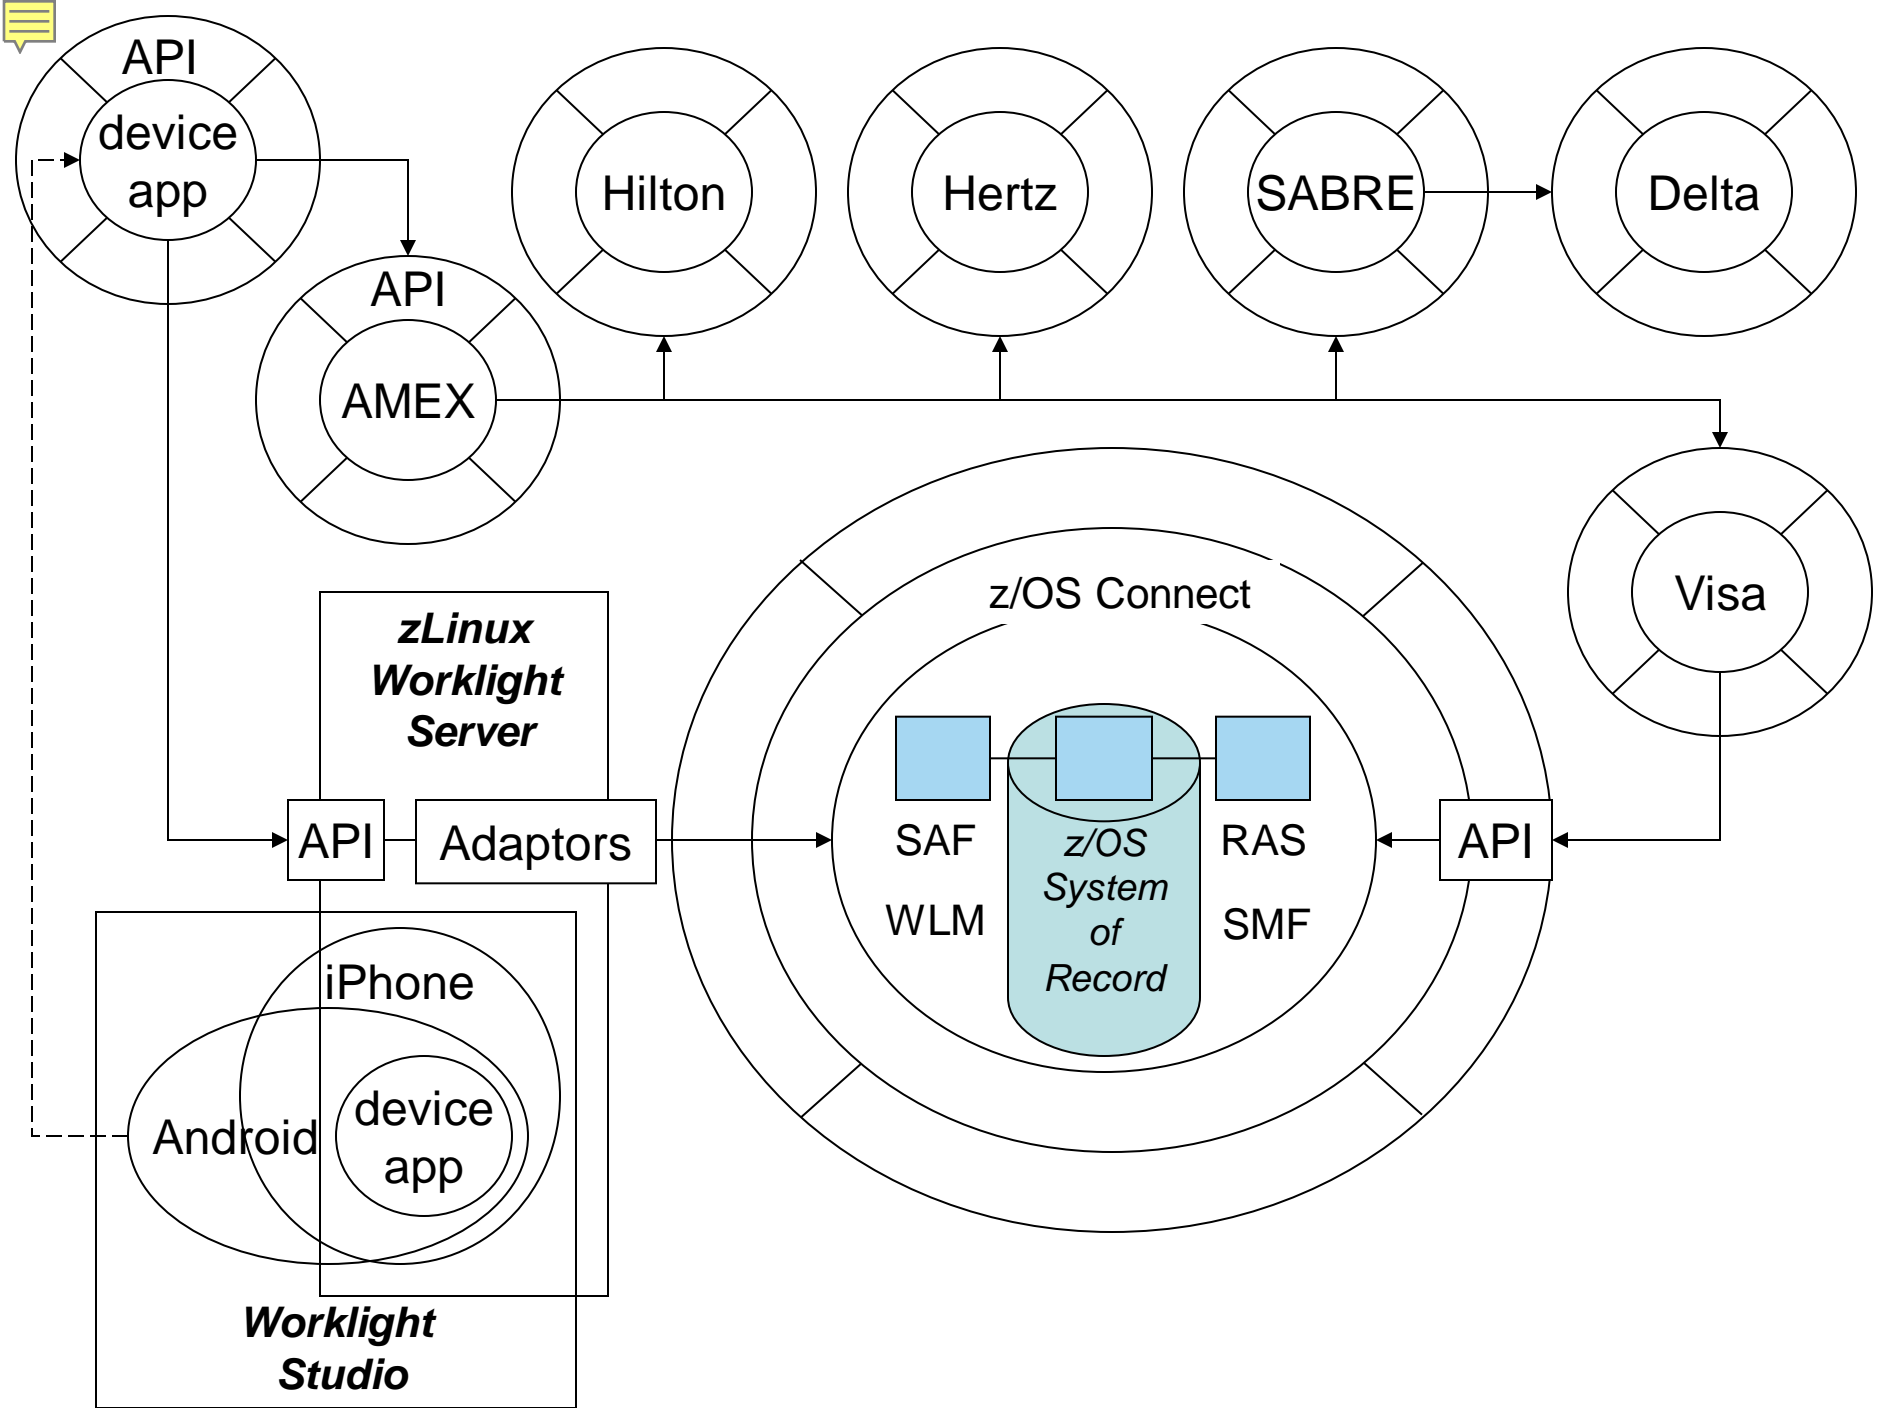 API
device
app
Hilton
Hertz
SABRE
Delta
API
AMEX
z/OS Connect
Visa
zLinux
Worklight
Server
API
Adaptors
SAF
WLM
z/OS
System
of
Record
RAS
SMF
API
iPhone
Android
device
app
Worklight
Studio